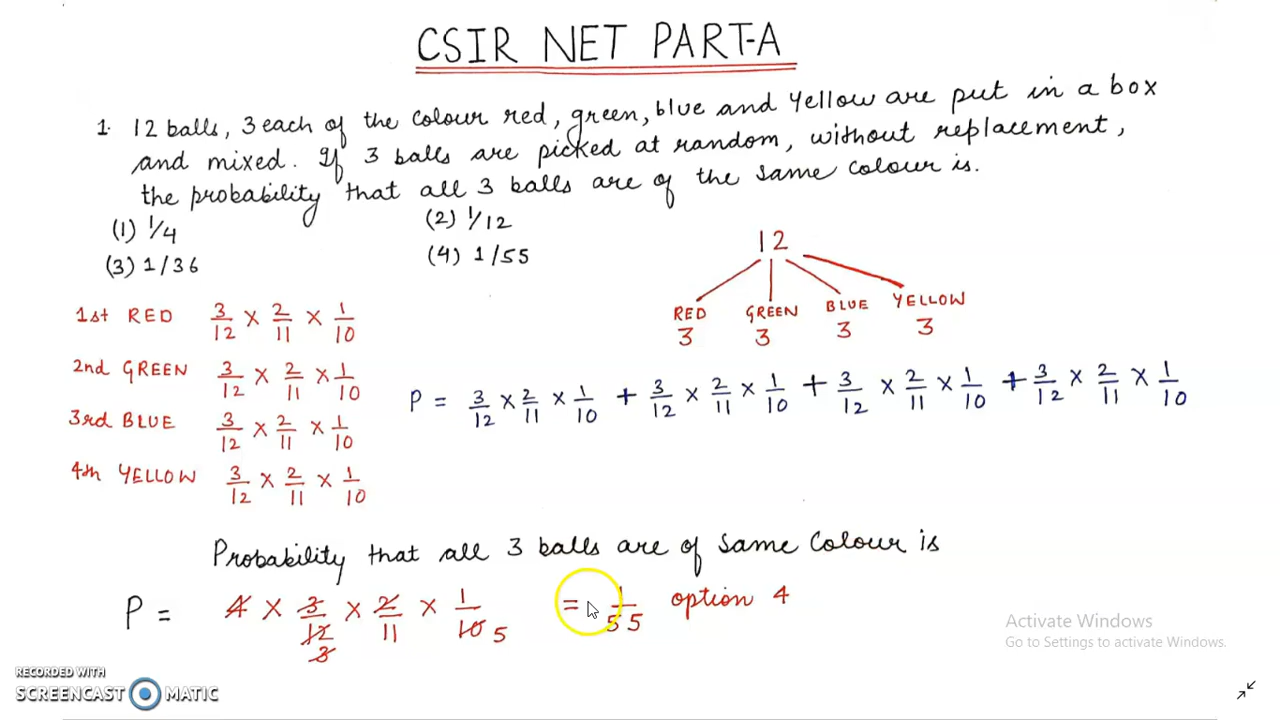 CSIR NET PART-A
1. 12 balls, 3 each of the colour red, green, blue and Yellow are put in a box
and mixed. If 3 balls are picked at random, without replacement,
the probability that all 3 balls are of the same colour is.
(1) 1/4
(2) 1/12
(3) 1/36
(4) 1/55
12
RED GREEN BLUE YELLOW
3 3 3 3
1st RED 3/12 × 2/11 × 1/10
2nd GREEN 3/12 × 2/11 × 1/10
3rd BLUE 3/12 × 2/11 × 1/10
4th YELLOW 3/12 × 2/11 × 1/10
P = 3/12 × 2/11 × 1/10 + 3/12 × 2/11 × 1/10 + 3/12 × 2/11 × 1/10 + 3/12 × 2/11 × 1/10
Probability that all 3 balls are of same colour is
P = 4 × 3/12 × 2/11 × 1/10 = 1/55 option 4
3 5
Activate Windows
Go to Settings to activate Windows.
RECORDED WITH
SCREENCAST MATIC